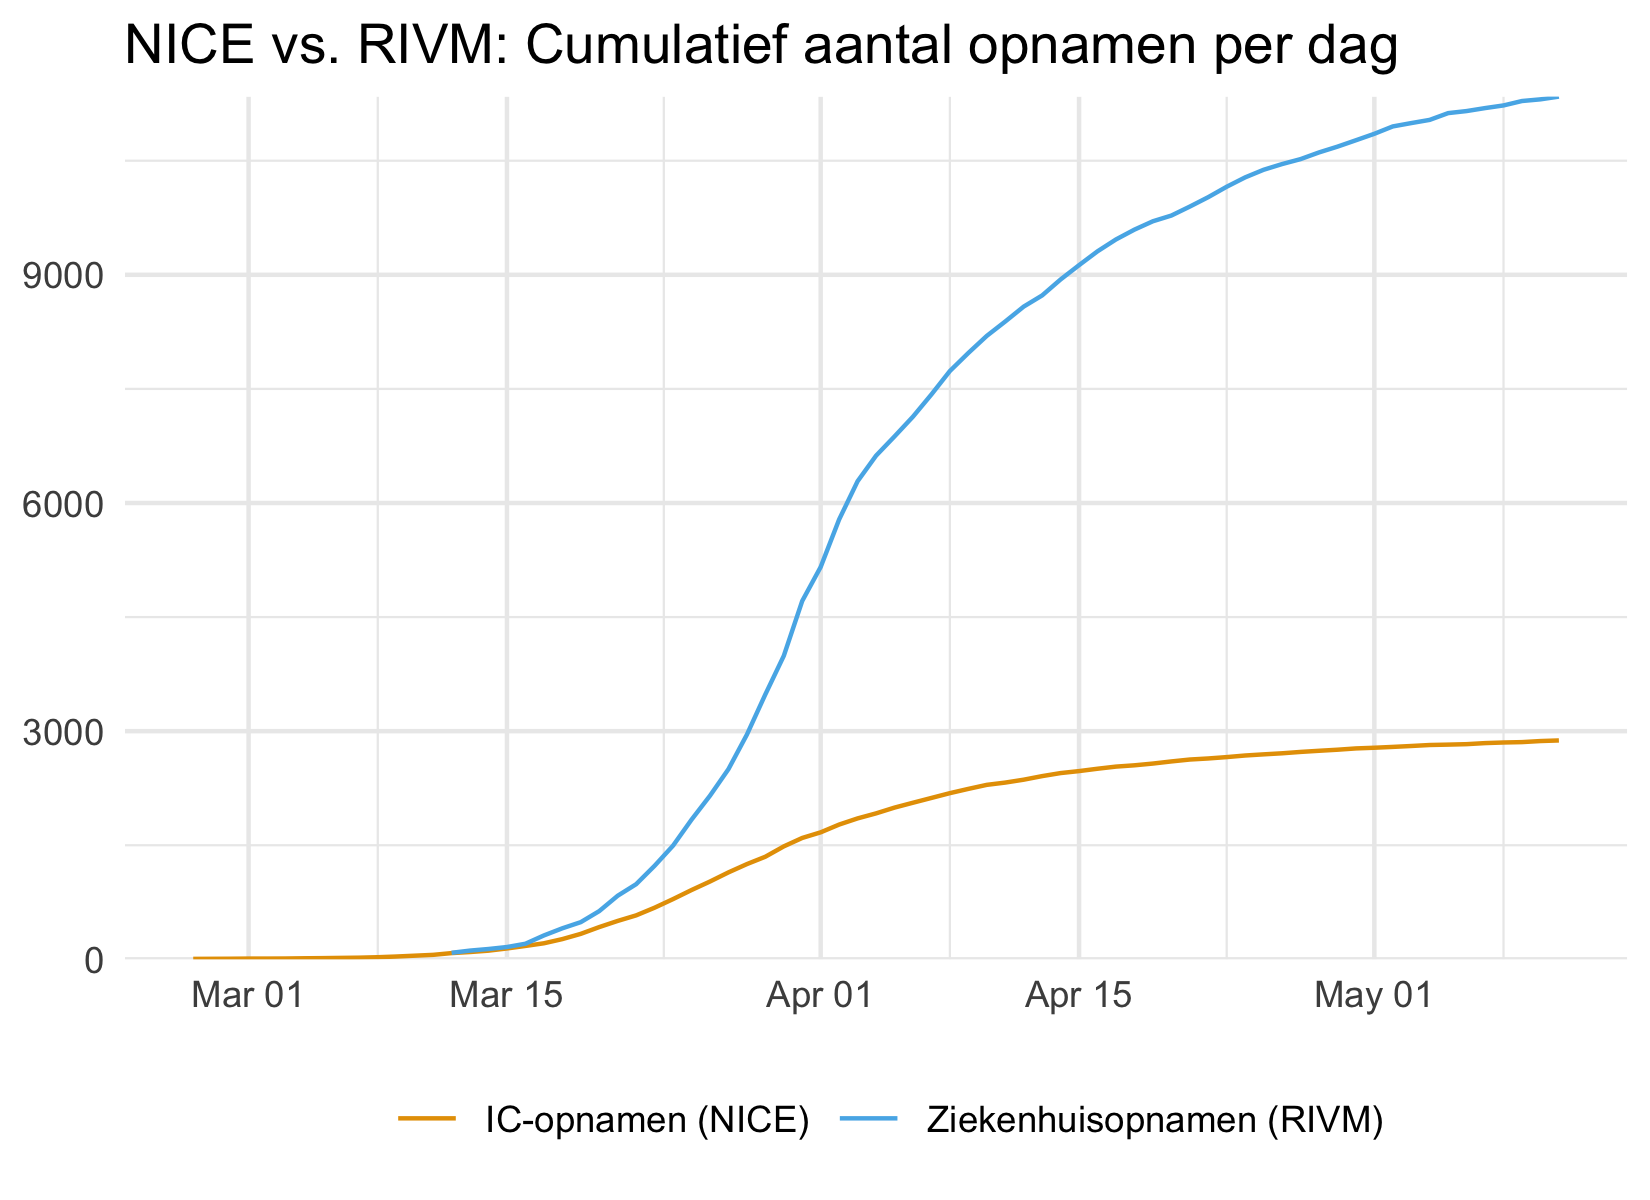 NICE vs. RIVM: Cumulatief aantal opnamen per dag
9000
6000
3000
0
Mar 01 Mar 15 Apr 01 Apr 15 May 01
IC-opnamen (NICE) Ziekenhuisopnamen (RIVM)